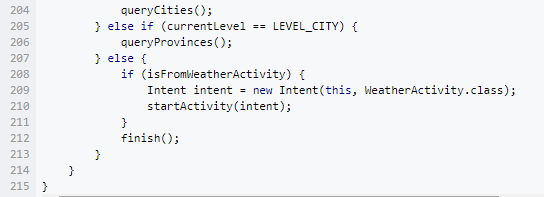 204 queryCities();
205 } else if (currentLevel == LEVEL_CITY) {
206 queryProvinces();
207 } else {
208 if (isFromWeatherActivity) {
209 Intent intent = new Intent(this, WeatherActivity.class);
210 startActivity(intent);
211 }
212 finish();
213 }
214 }
215 }